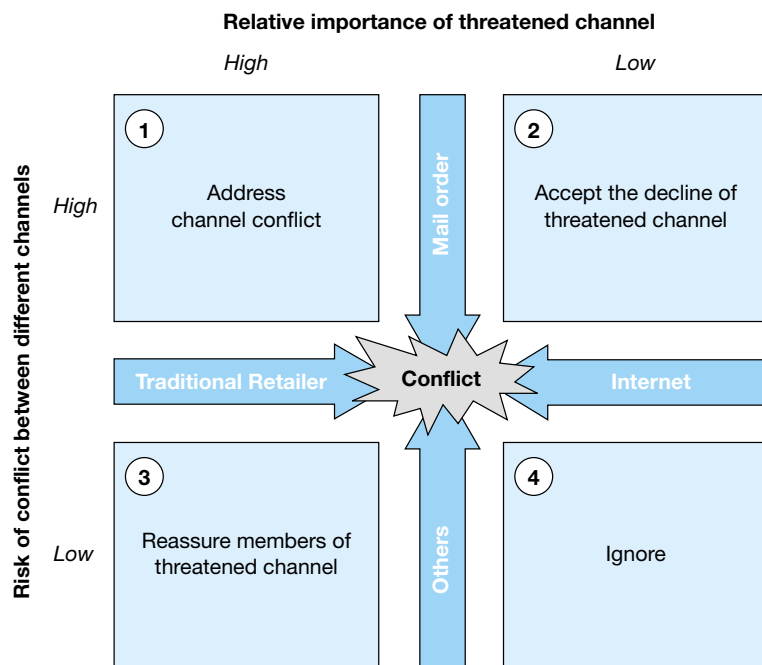 Relative importance of threatened channel
High
Low
Risk of conflict between different channels
High
1
Address
channel conflict
Mail order
2
Accept the decline of
threatened channel
Traditional Retailer
Conflict
Internet
Low
3
Reassure members of
threatened channel
Others
4
Ignore